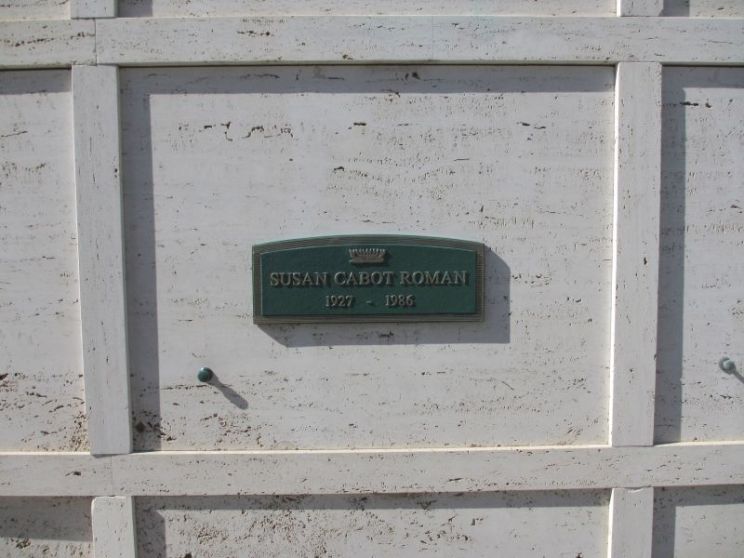 SUSAN CABOT ROMAN
1927 - 1986